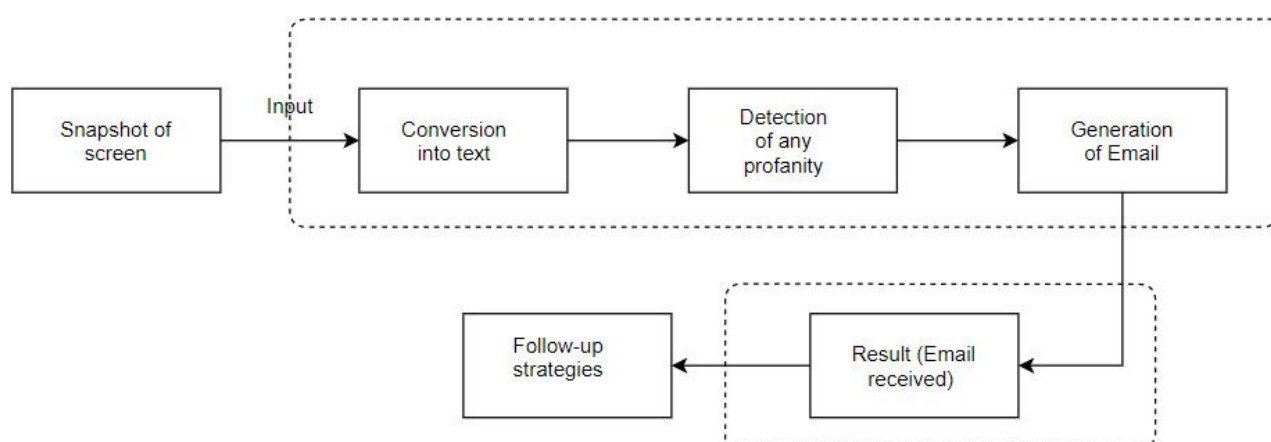 Snapshot of
screen
Input
Conversion
into text
Detection
of any
profanity
Generation
of Email
Follow-up
strategies
Result (Email
received)